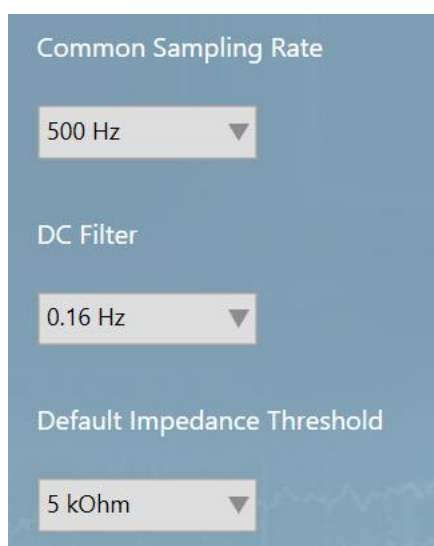 Common Sampling Rate
500 Hz
DC Filter
0.16 Hz
Default Impedance Threshold
5 kOhm